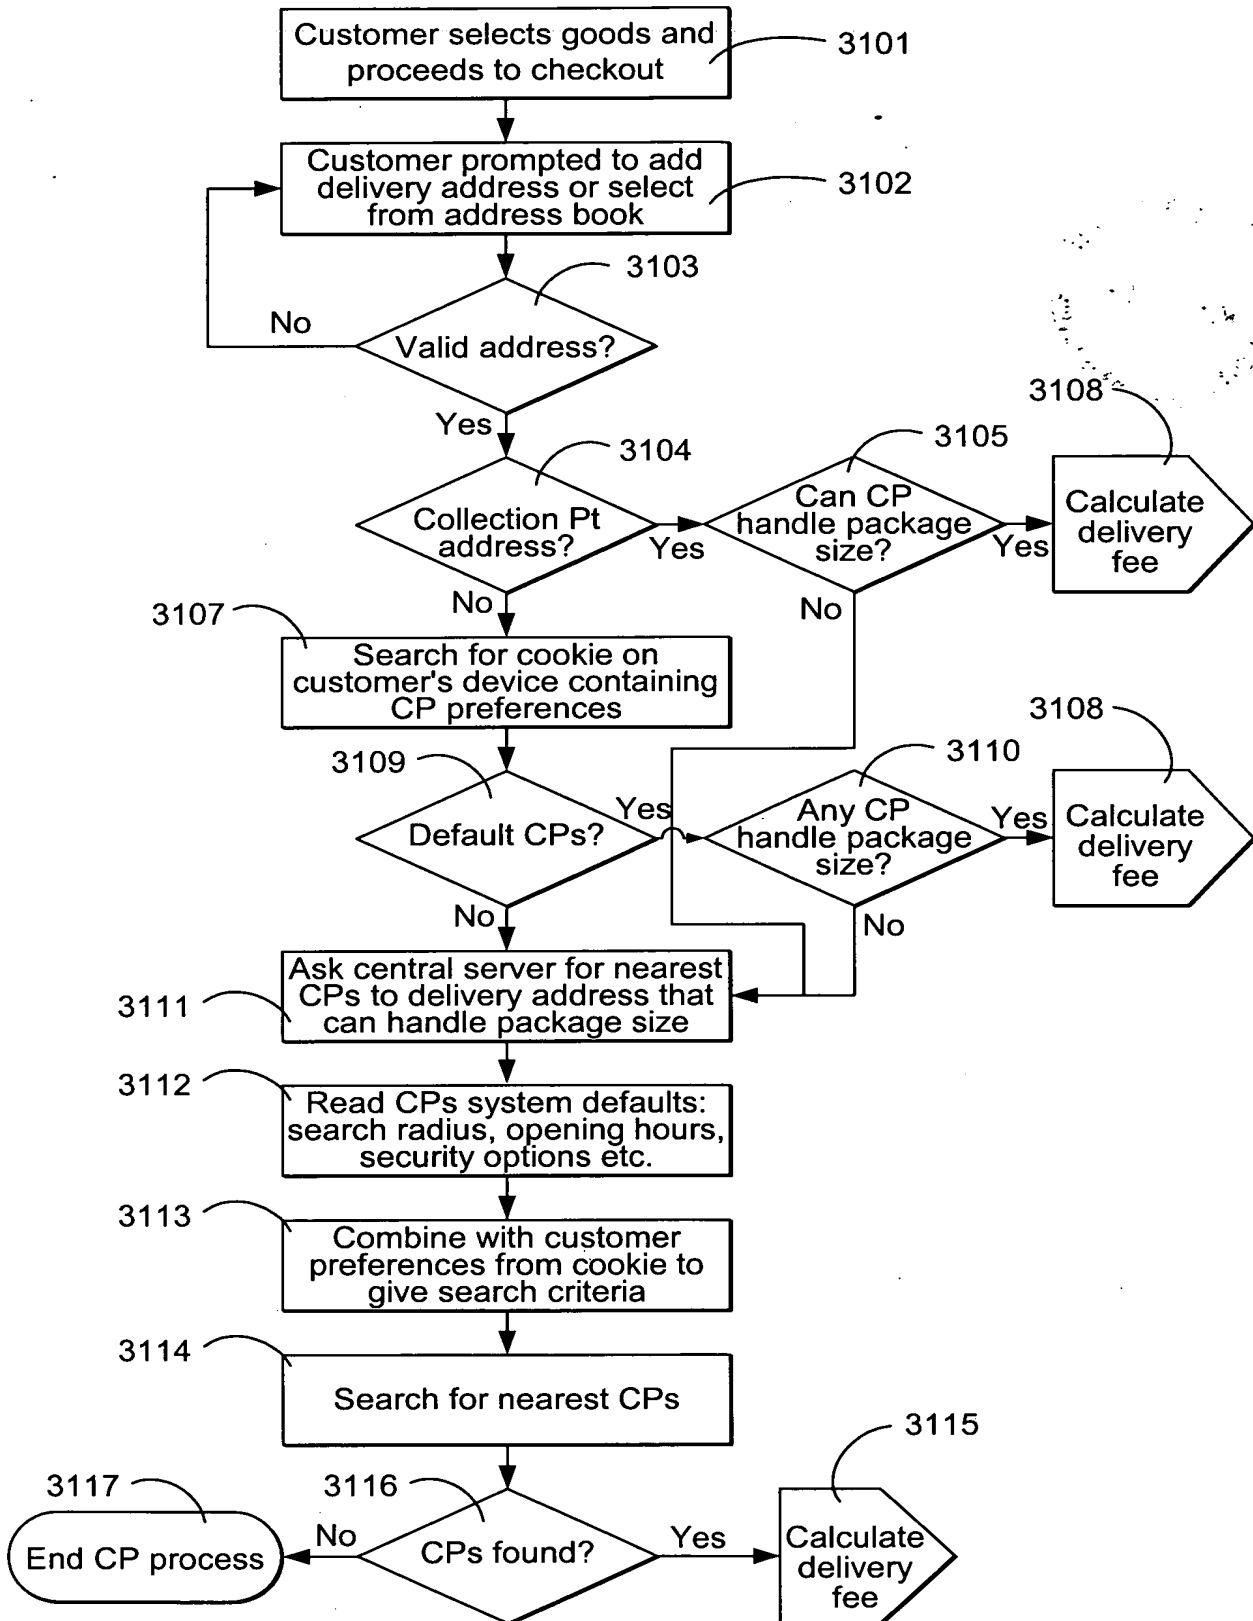 Customer selects goods and
proceeds to checkout
3101
Customer prompted to add
delivery address or select
from address book
3102
3103
No
Valid address?
Yes
3104
Collection Pt
address?
Yes
No
3105
Can CP
handle package
size?
Yes
No
3108
Calculate
delivery
fee
3107
Search for cookie on
customer's device containing
CP preferences
3109
Default CPs?
Yes
No
3110
Any CP
handle package
size?
Yes
No
3108
Calculate
delivery
fee
3111
Ask central server for nearest
CPs to delivery address that
can handle package size
3112
Read CPs system defaults:
search radius, opening hours,
security options etc.
3113
Combine with customer
preferences from cookie to
give search criteria
3114
Search for nearest CPs
3116
CPs found?
No
Yes
3117
End CP process
3115
Calculate
delivery
fee